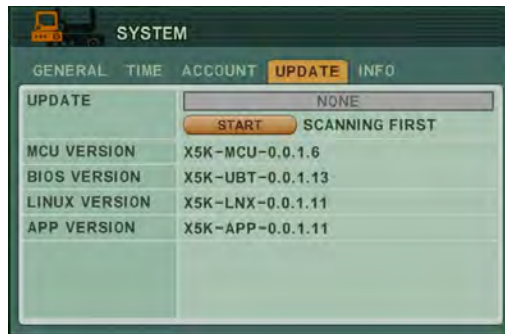 SYSTEM
GENERAL TIME ACCOUNT UPDATE INFO
UPDATE NONE
START SCANNING FIRST
MCU VERSION X5K-MCU-0.0.1.6
BIOS VERSION X5K-UBT-0.0.1.13
LINUX VERSION X5K-LNX-0.0.1.11
APP VERSION X5K-APP-0.0.1.11